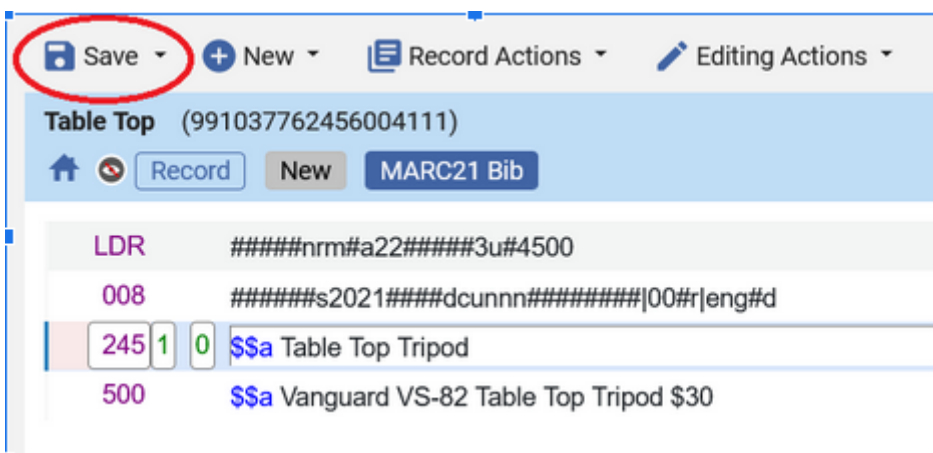 Save New Record Actions Editing Actions
Table Top (991037762456004111)
Record New MARC21 Bib
LDR #####nrm#a22#####3u#4500
008 ######s2021####dcunnn########|00#r|eng#d
245 1 0 $$a Table Top Tripod
500 $$a Vanguard VS-82 Table Top Tripod $30